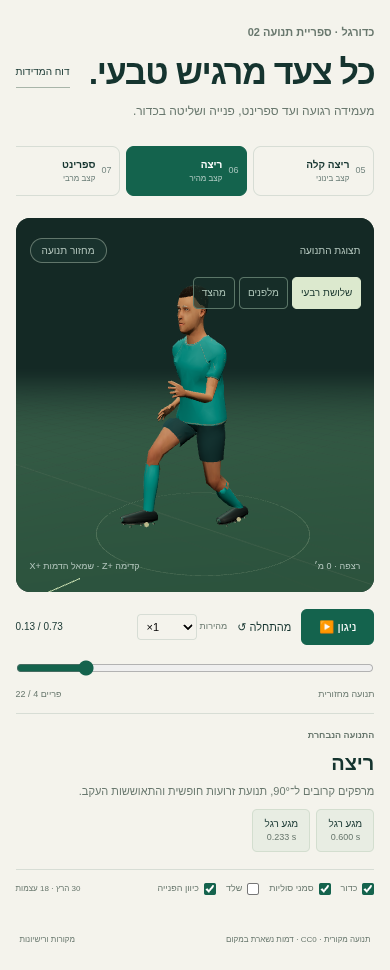 כדורגל · ספריית תנועה 02
כל צעד מרגיש טבעי.
דוח המדידות
מעמידה רגועה ועד ספרינט, פנייה ושליטה בכדור.
05 ריצה קלה
קצב בינוני
06 ריצה
קצב מהיר
07 ספרינט
קצב מרבי
תצוגת התנועה
מחזור תנועה
שלושת רבעי
מלפנים
מהצד
רצפה · 0 מ׳
קדימה +Z · שמאל הדמות +X
ניגון ▶️
מהתחלה ↺
מהירות
×1
0.13 / 0.73
תנועה מחזורית
פריים 4 / 22
התנועה הנבחרת
ריצה
מרפקים קרובים ל־90°, תנועת זרועות חופשית והתאוששות העקב.
מגע רגל
0.600 s
מגע רגל
0.233 s
כדור
סמני סוליות
שלד
כיוון הפנייה
30 הרץ · 18 עצמות
תנועה מקורית · CC0 · דמות נשארת במקום
מקורות ורישיונות